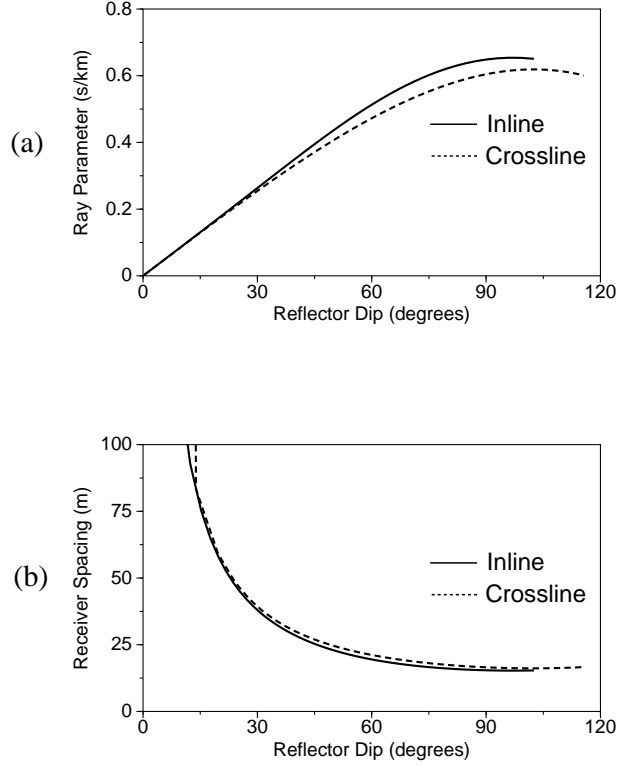 (a)
Ray Parameter (s/km)
0.8
0.6
0.4
0.2
0
Inline
Crossline
0 30 60 90 120
Reflector Dip (degrees)
(b)
Receiver Spacing (m)
100
75
50
25
0
Inline
Crossline
0 30 60 90 120
Reflector Dip (degrees)